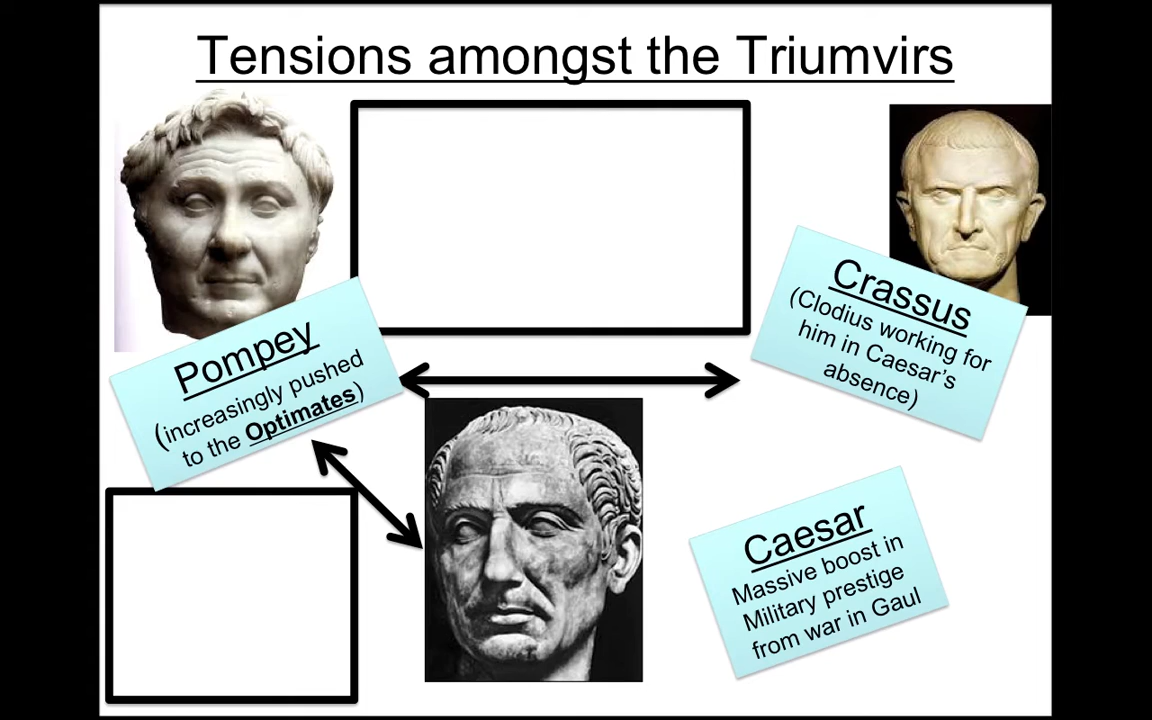 Tensions amongst the Triumvirs
Pompey
(increasingly pushed
to the Optimates)
Crassus
(Clodius working for
him in Caesar's
absence)
Caesar
Massive boost in
Military prestige
from war in Gaul